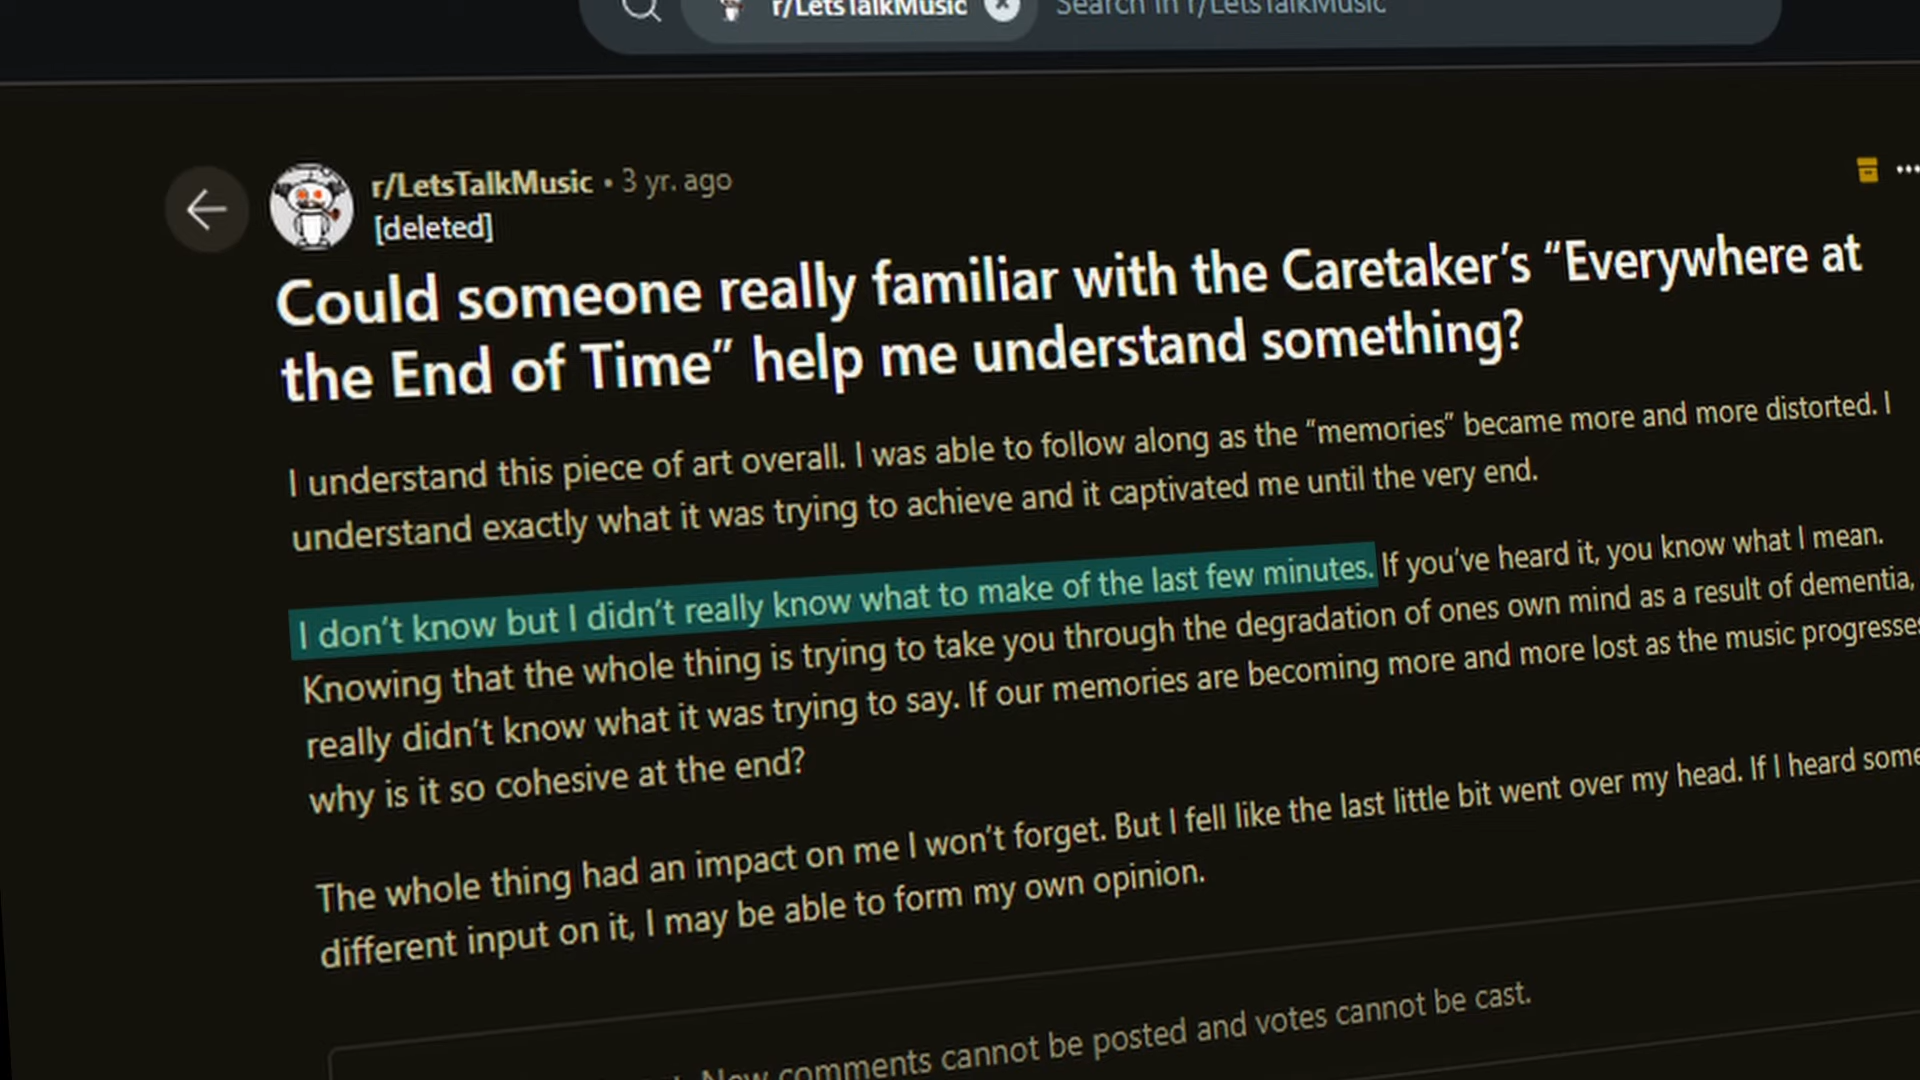 r/LetsTalkMusic Search in r/LetsTalkMusic
r/LetsTalkMusic • 3 yr. ago
[deleted]
Could someone really familiar with the Caretaker’s “Everywhere at
the End of Time” help me understand something?
I understand this piece of art overall. I was able to follow along as the “memories” became more and more distorted. I
understand exactly what it was trying to achieve and it captivated me until the very end.
I don’t know but I didn’t really know what to make of the last few minutes. If you’ve heard it, you know what I mean.
Knowing that the whole thing is trying to take you through the degradation of ones own mind as a result of dementia,
really didn’t know what it was trying to say. If our memories are becoming more and more lost as the music progresses
why is it so cohesive at the end?
The whole thing had an impact on me I won’t forget. But I fell like the last little bit went over my head. If I heard some
different input on it, I may be able to form my own opinion.
New comments cannot be posted and votes cannot be cast.